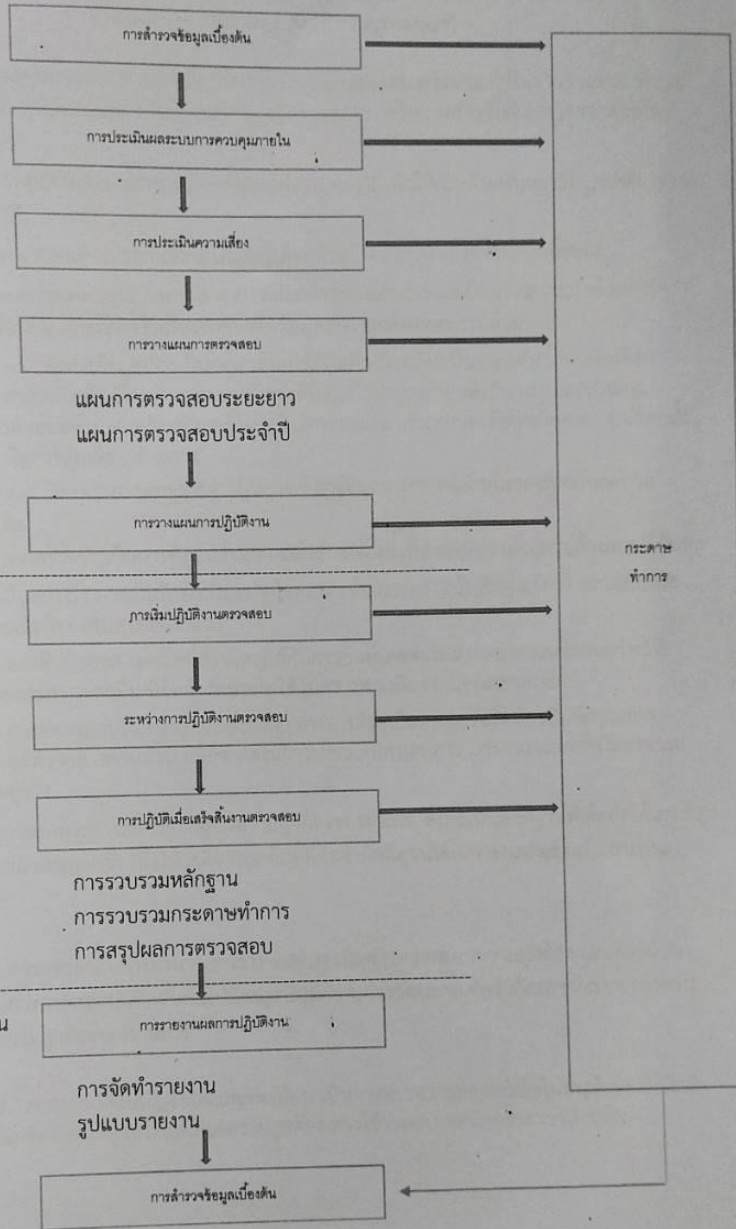 การสำรวจข้อมูลเบื้องต้น
การประเมินผลระบบการควบคุมภายใน
การประเมินความเสี่ยง
การวางแผนการตรวจสอบ
แผนการตรวจสอบระยะยาว
แผนการตรวจสอบประจำปี
การวางแผนการปฏิบัติงาน
กระดาษ
ทำการ
ภารเริ่มปฏิบัติงานตรวจสอบ
ระหว่างการปฏิบัติงานตรวจสอบ
การปฏิบัติเมื่อเสร็จสิ้นงานตรวจสอบ
การรวบรวมหลักฐาน
การรวบรวมกระดาษทำการ
การสรุปผลการตรวจสอบ
การรายงานผลการปฏิบัติงาน
การจัดทำรายงาน
รูปแบบรายงาน
การสำรวจข้อมูลเบื้องต้น